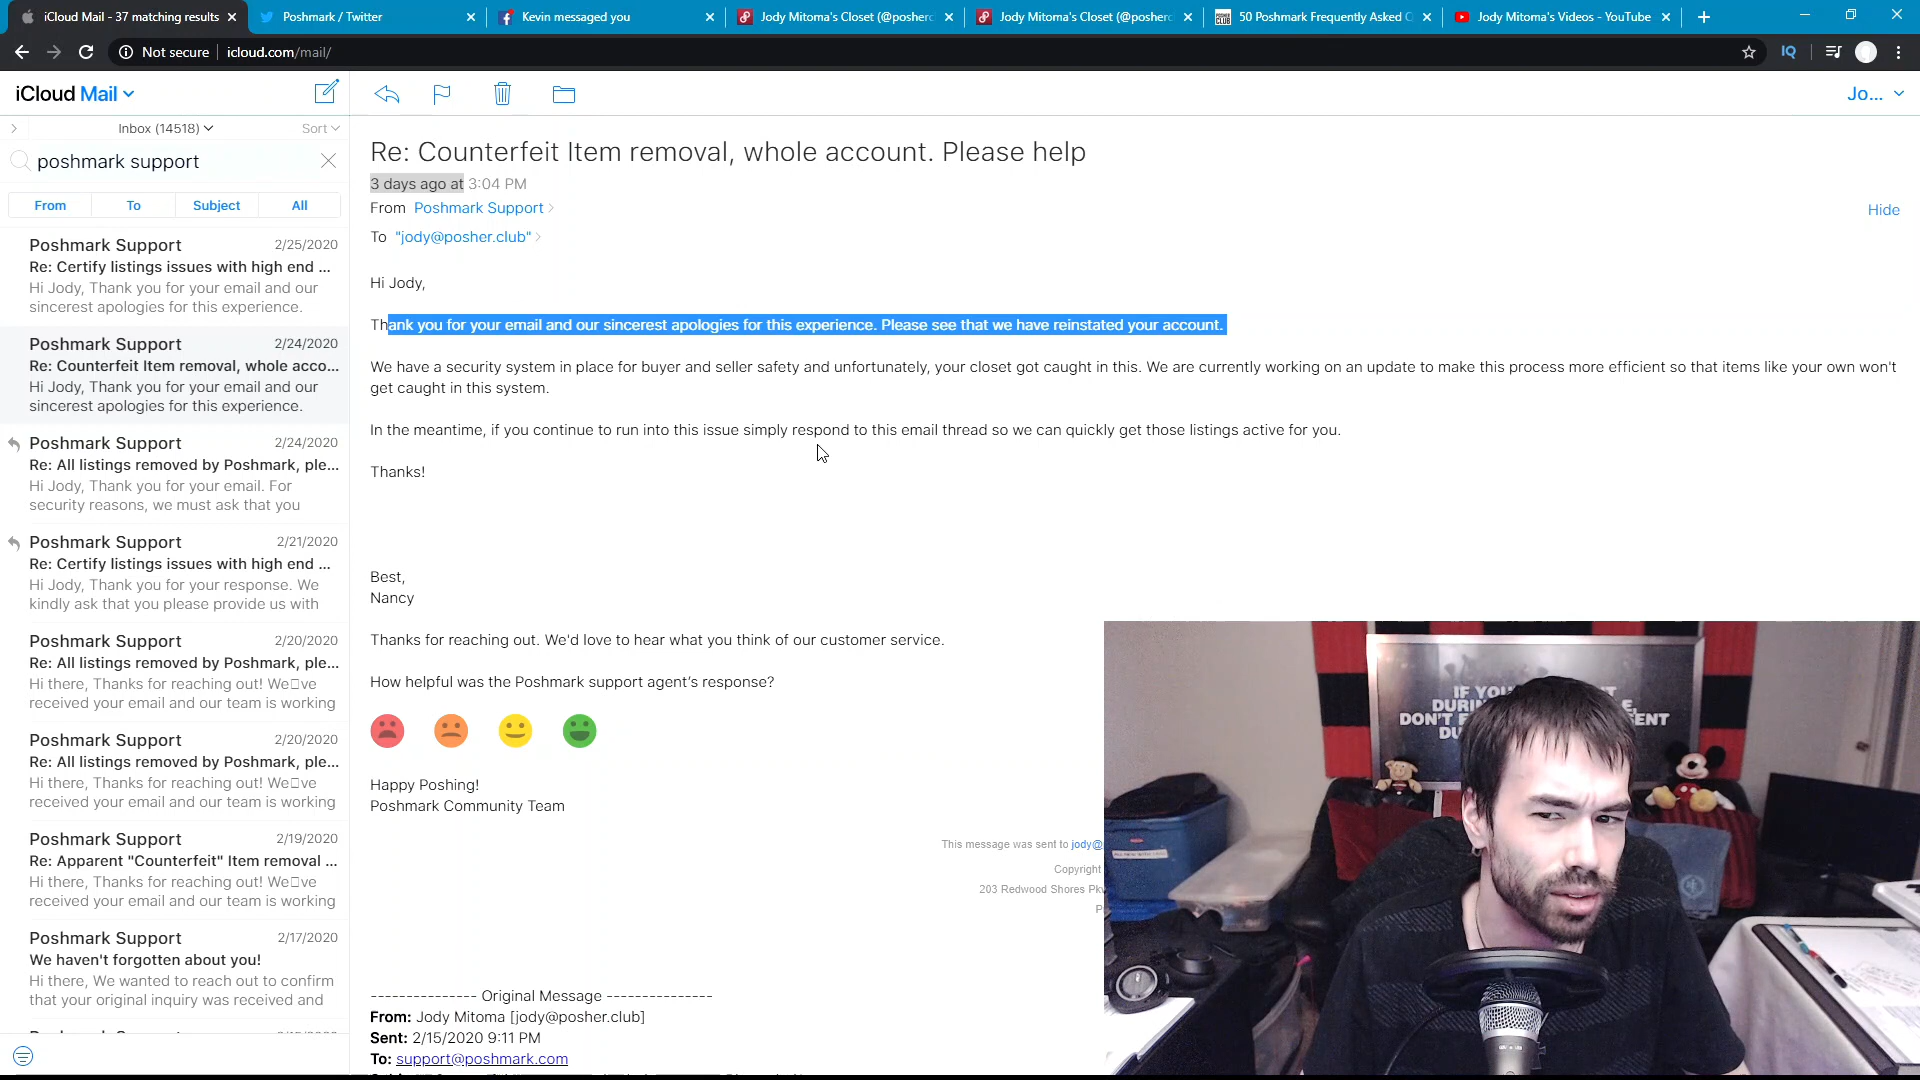 iCloud Mail - 37 matching results
Poshmark / Twitter
Kevin messaged you
Jody Mitoma's Closet (@posherc
Jody Mitoma's Closet (@posherc
50 Poshmark Frequently Asked
Jody Mitoma's Videos - YouTube
Not secure
icloud.com/mail/
iCloud Mail
Jo...
Inbox (14518)
Sort
poshmark support
From
To
Subject
All
Poshmark Support 2/25/2020
Re: Certify listings issues with high end ...
Hi Jody, Thank you for your email and our
sincerest apologies for this experience.
Poshmark Support 2/24/2020
Re: Counterfeit Item removal, whole acco...
Hi Jody, Thank you for your email and our
sincerest apologies for this experience.
Poshmark Support 2/24/2020
Re: All listings removed by Poshmark, ple...
Hi Jody, Thank you for your email. For
security reasons, we must ask that you
Poshmark Support 2/21/2020
Re: Certify listings issues with high end ...
Hi Jody, Thank you for your response. We
kindly ask that you please provide us with
Poshmark Support 2/20/2020
Re: All listings removed by Poshmark, ple...
Hi there, Thanks for reaching out! We▯ve
received your email and our team is working
Poshmark Support 2/20/2020
Re: All listings removed by Poshmark, ple...
Hi there, Thanks for reaching out! We▯ve
received your email and our team is working
Poshmark Support 2/19/2020
Re: Apparent "Counterfeit" Item removal ...
Hi there, Thanks for reaching out! We▯ve
received your email and our team is working
Poshmark Support 2/17/2020
We haven't forgotten about you!
Hi there, We wanted to reach out to confirm
that your original inquiry was received and
Re: Counterfeit Item removal, whole account. Please help
3 days ago at 3:04 PM
From Poshmark Support
Hide
To "jody@posher.club"
Hi Jody,
Thank you for your email and our sincerest apologies for this experience. Please see that we have reinstated your account.
We have a security system in place for buyer and seller safety and unfortunately, your closet got caught in this. We are currently working on an update to make this process more efficient so that items like your own won't
get caught in this system.
In the meantime, if you continue to run into this issue simply respond to this email thread so we can quickly get those listings active for you.
Thanks!
Best,
Nancy
Thanks for reaching out. We'd love to hear what you think of our customer service.
How helpful was the Poshmark support agent's response?
Happy Poshing!
Poshmark Community Team
This message was sent to jody@
Copyright
203 Redwood Shores Pkw
--------------- Original Message ---------------
From: Jody Mitoma [jody@posher.club]
Sent: 2/15/2020 9:11 PM
To: support@poshmark.com
IF YOU
DON'T